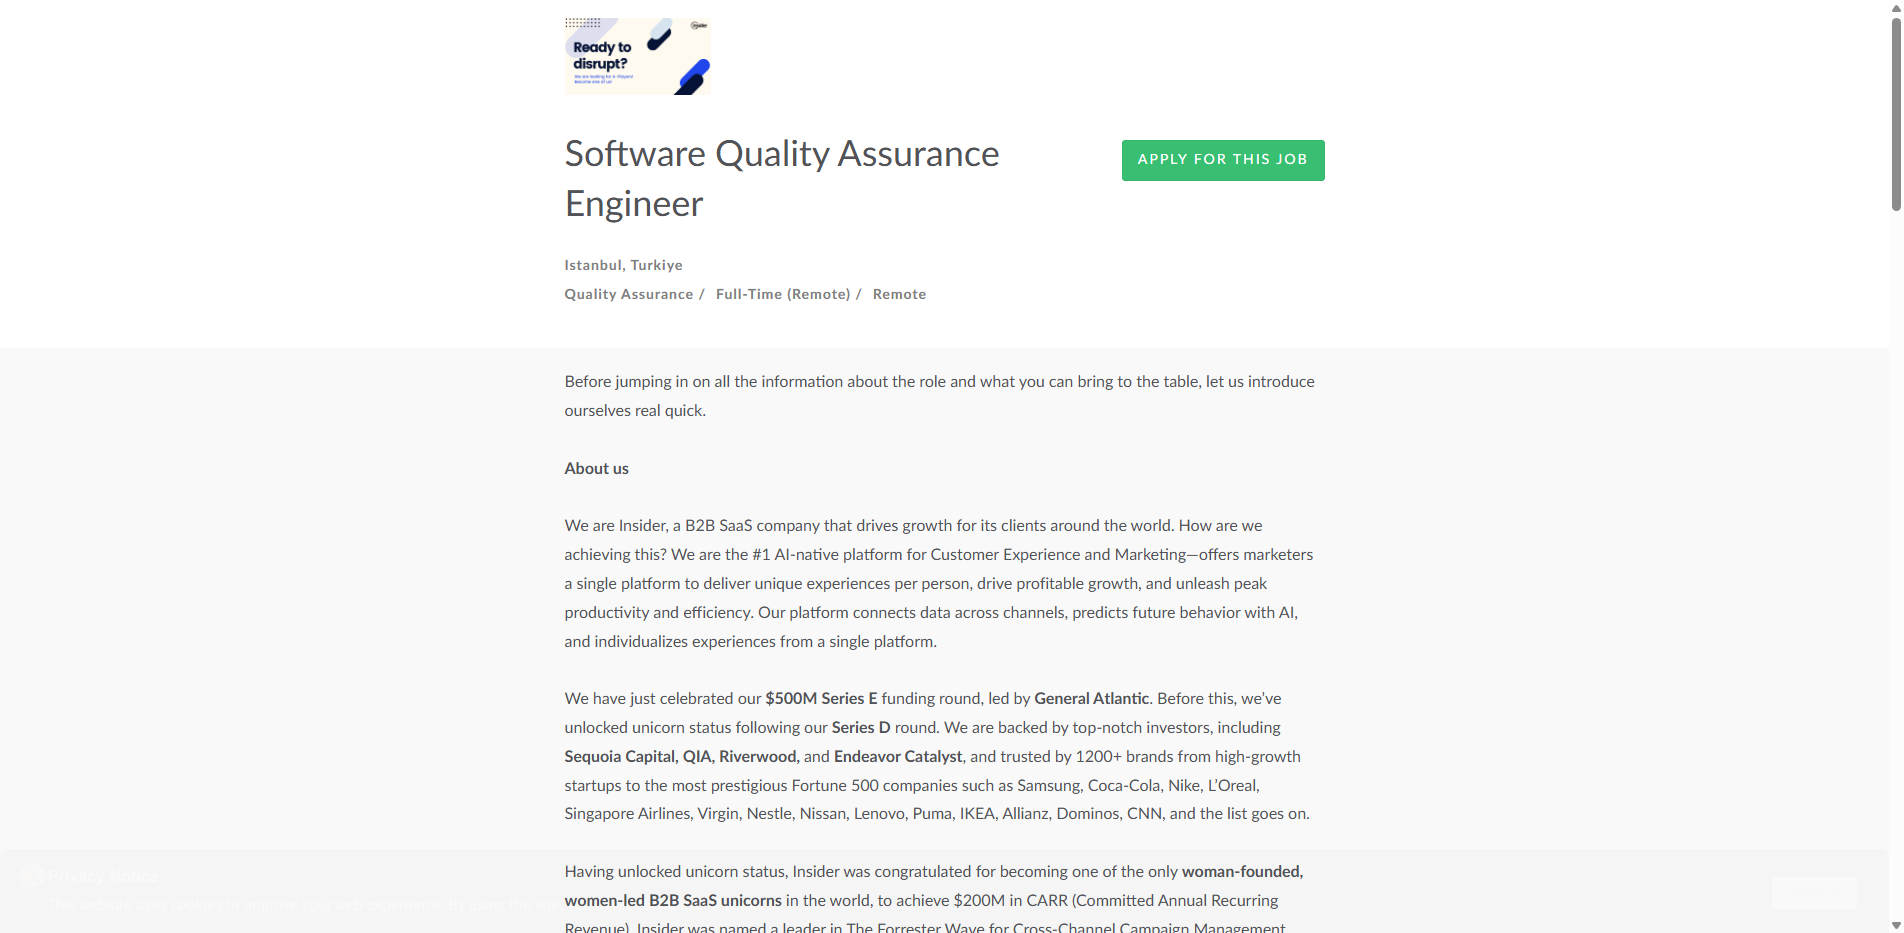 insider
Ready to
disrupt?
We are looking for A-Players!
Become one of us!
Software Quality Assurance
Engineer
APPLY FOR THIS JOB
Istanbul, Turkiye
Quality Assurance / Full-Time (Remote) / Remote
Before jumping in on all the information about the role and what you can bring to the table, let us introduce
ourselves real quick.
About us
We are Insider, a B2B SaaS company that drives growth for its clients around the world. How are we
achieving this? We are the #1 AI-native platform for Customer Experience and Marketing—offers marketers
a single platform to deliver unique experiences per person, drive profitable growth, and unleash peak
productivity and efficiency. Our platform connects data across channels, predicts future behavior with AI,
and individualizes experiences from a single platform.
We have just celebrated our $500M Series E funding round, led by General Atlantic. Before this, we’ve
unlocked unicorn status following our Series D round. We are backed by top-notch investors, including
Sequoia Capital, QIA, Riverwood, and Endeavor Catalyst, and trusted by 1200+ brands from high-growth
startups to the most prestigious Fortune 500 companies such as Samsung, Coca-Cola, Nike, L’Oreal,
Singapore Airlines, Virgin, Nestle, Nissan, Lenovo, Puma, IKEA, Allianz, Dominos, CNN, and the list goes on.
Having unlocked unicorn status, Insider was congratulated for becoming one of the only woman-founded,
women-led B2B SaaS unicorns in the world, to achieve $200M in CARR (Committed Annual Recurring
Revenue). Insider was named a leader in The Forrester Wave for Cross-Channel Campaign Management
Privacy Notice
This website uses cookies to improve your web experience. By using the site